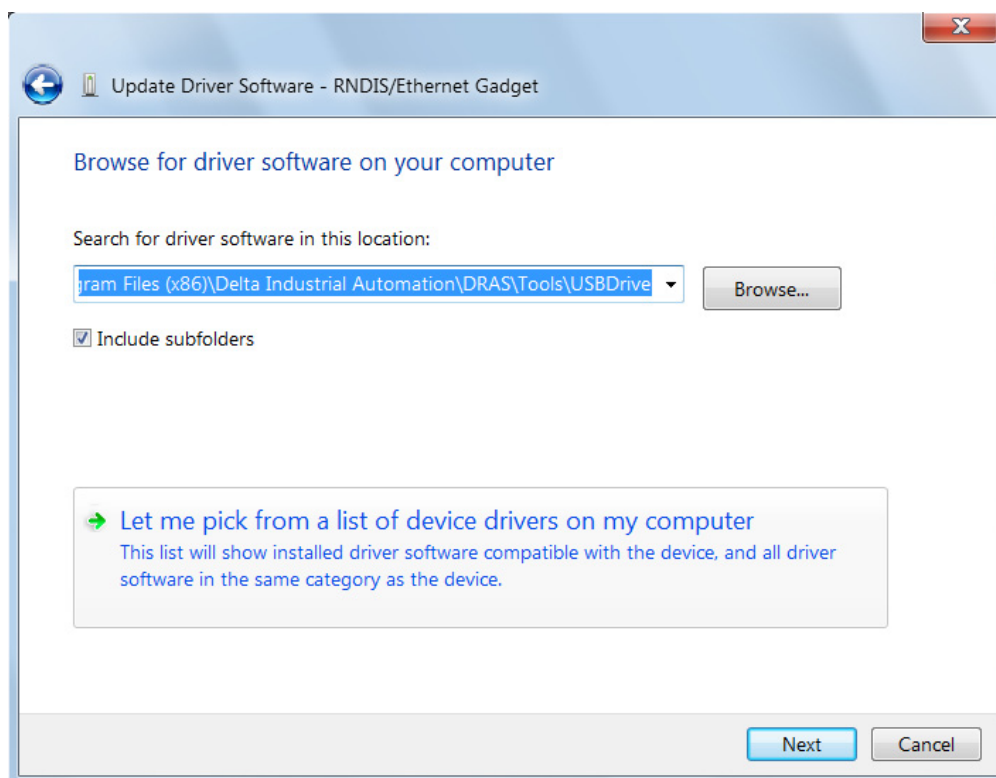 X
Update Driver Software - RNDIS/Ethernet Gadget
Browse for driver software on your computer
Search for driver software in this location:
gram Files (x86)\Delta Industrial Automation\DRAS\Tools\USBDrive
Browse...
Include subfolders
Let me pick from a list of device drivers on my computer
This list will show installed driver software compatible with the device, and all driver
software in the same category as the device.
Next
Cancel